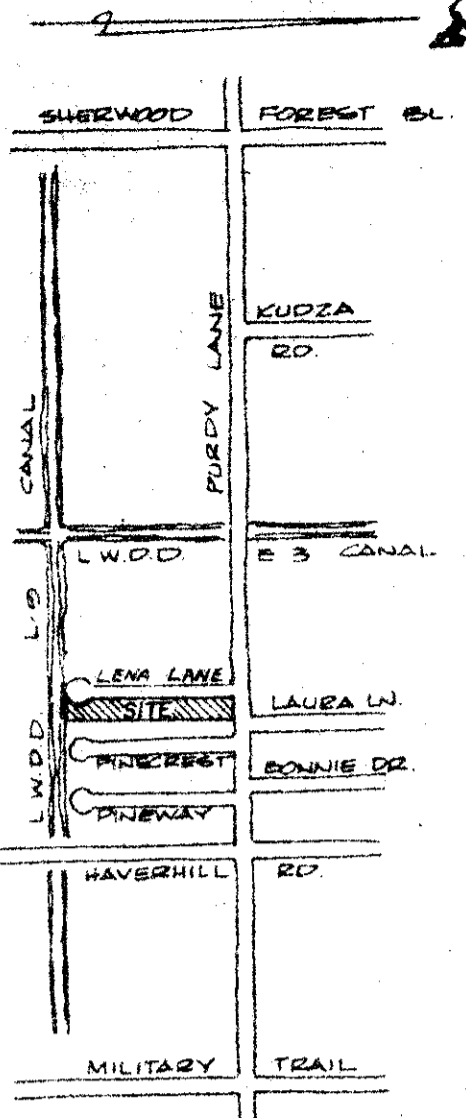 SHERWOOD FOREST BL.
KUDZA
RD.
PURDY LANE
CANAL
L.W.D.D. E 3 CANAL
L-9
LENA LANE
SITE
LAURA LN.
PINECREST
BONNIE DR.
L.W.D.D.
PINEWAY
HAVERHILL RD.
MILITARY TRAIL